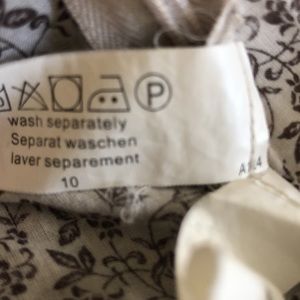 P
wash separately
Separat waschen
laver separement
10